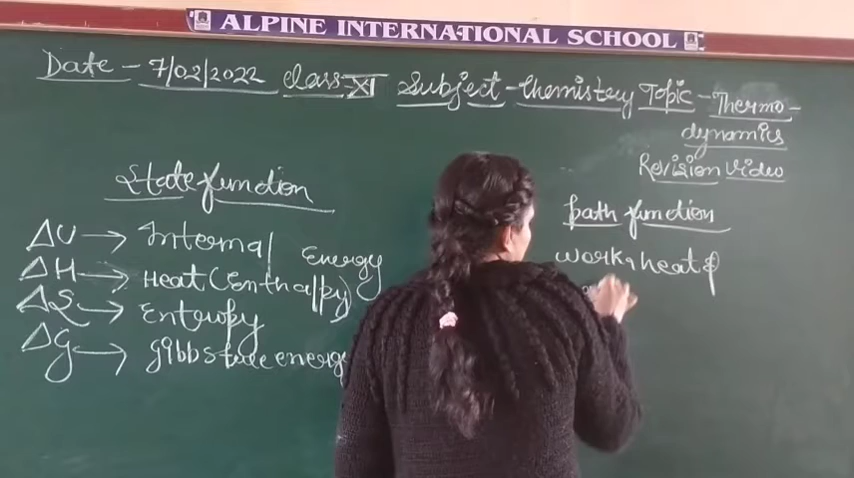 ALPINE INTERNATIONAL SCHOOL
Date - 7/02/2022 Class-XI Subject-Chemistry Topic-Thermo-
dynamics
Revision Video
State function
ΔU → Internal Energy
ΔH → Heat (Enthalpy)
ΔS → Entropy
ΔG → Gibbs free energy
Path function
work, heat &